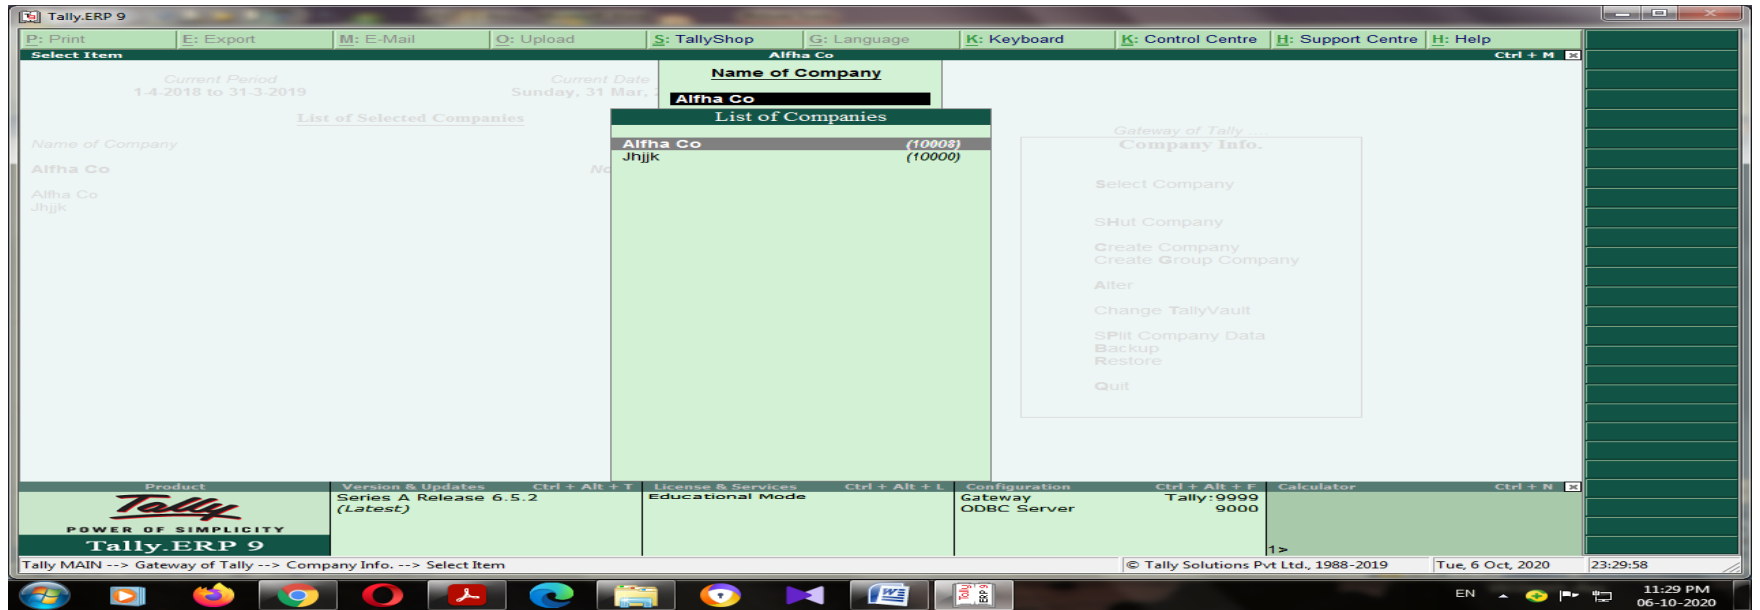 Tally.ERP 9
P: Print E: Export M: E-Mail O: Upload S: TallyShop G: Language K: Keyboard K: Control Centre H: Support Centre H: Help
Select Item Alfha Co Ctrl + M
Current Period Current Date
1-4-2018 to 31-3-2019 Sunday, 31 Mar,
Name of Company
Alfha Co
List of Selected Companies
Name of Company
Alfha Co No
Alfha Co
Jhjjk
List of Companies
Alfha Co (10008)
Jhjjk (10000)
Gateway of Tally ....
Company Info.
Select Company
SHut Company
Create Company
Create Group Company
Alter
Change TallyVault
SPlit Company Data
Backup
Restore
Quit
Product
Tally
POWER OF SIMPLICITY
Tally.ERP 9
Version & Updates Ctrl + Alt + T
Series A Release 6.5.2
(Latest)
License & Services Ctrl + Alt + L
Educational Mode
Configuration Ctrl + Alt + F
Gateway Tally:9999
ODBC Server 9000
Calculator Ctrl + N
1>
Tally MAIN --> Gateway of Tally --> Company Info. --> Select Item © Tally Solutions Pvt Ltd., 1988-2019 Tue, 6 Oct, 2020 23:29:58
Tally ERP 9
EN 11:29 PM
06-10-2020